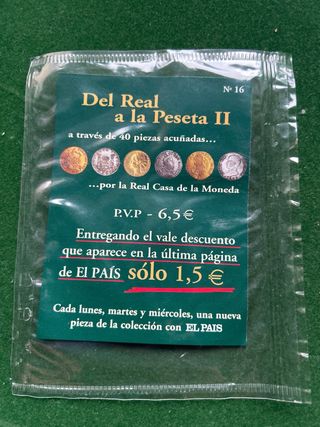 Nº 16
Del Real
a la Peseta II
a través de 40 piezas acuñadas...
...por la Real Casa de la Moneda
P.V.P - 6,5 €
Entregando el vale descuento
que aparece en la última página
de El PAÍS sólo 1,5 €
Cada lunes, martes y miércoles, una nueva
pieza de la colección con EL PAIS